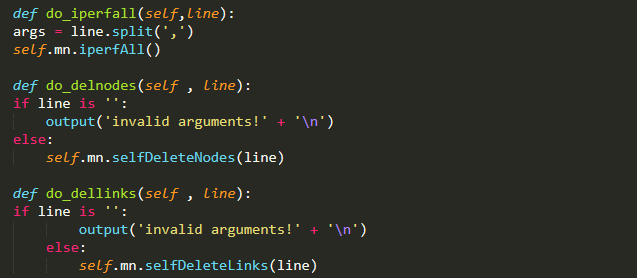 def do_iperfall(self,line):
args = line.split(',')
self.mn.iperfAll()

def do_delnodes(self , line):
if line is '':
    output('invalid arguments!' + '\n')
else:
    self.mn.selfDeleteNodes(line)

def do_dellinks(self , line):
if line is '':
        output('invalid arguments!' + '\n')
    else:
        self.mn.selfDeleteLinks(line)